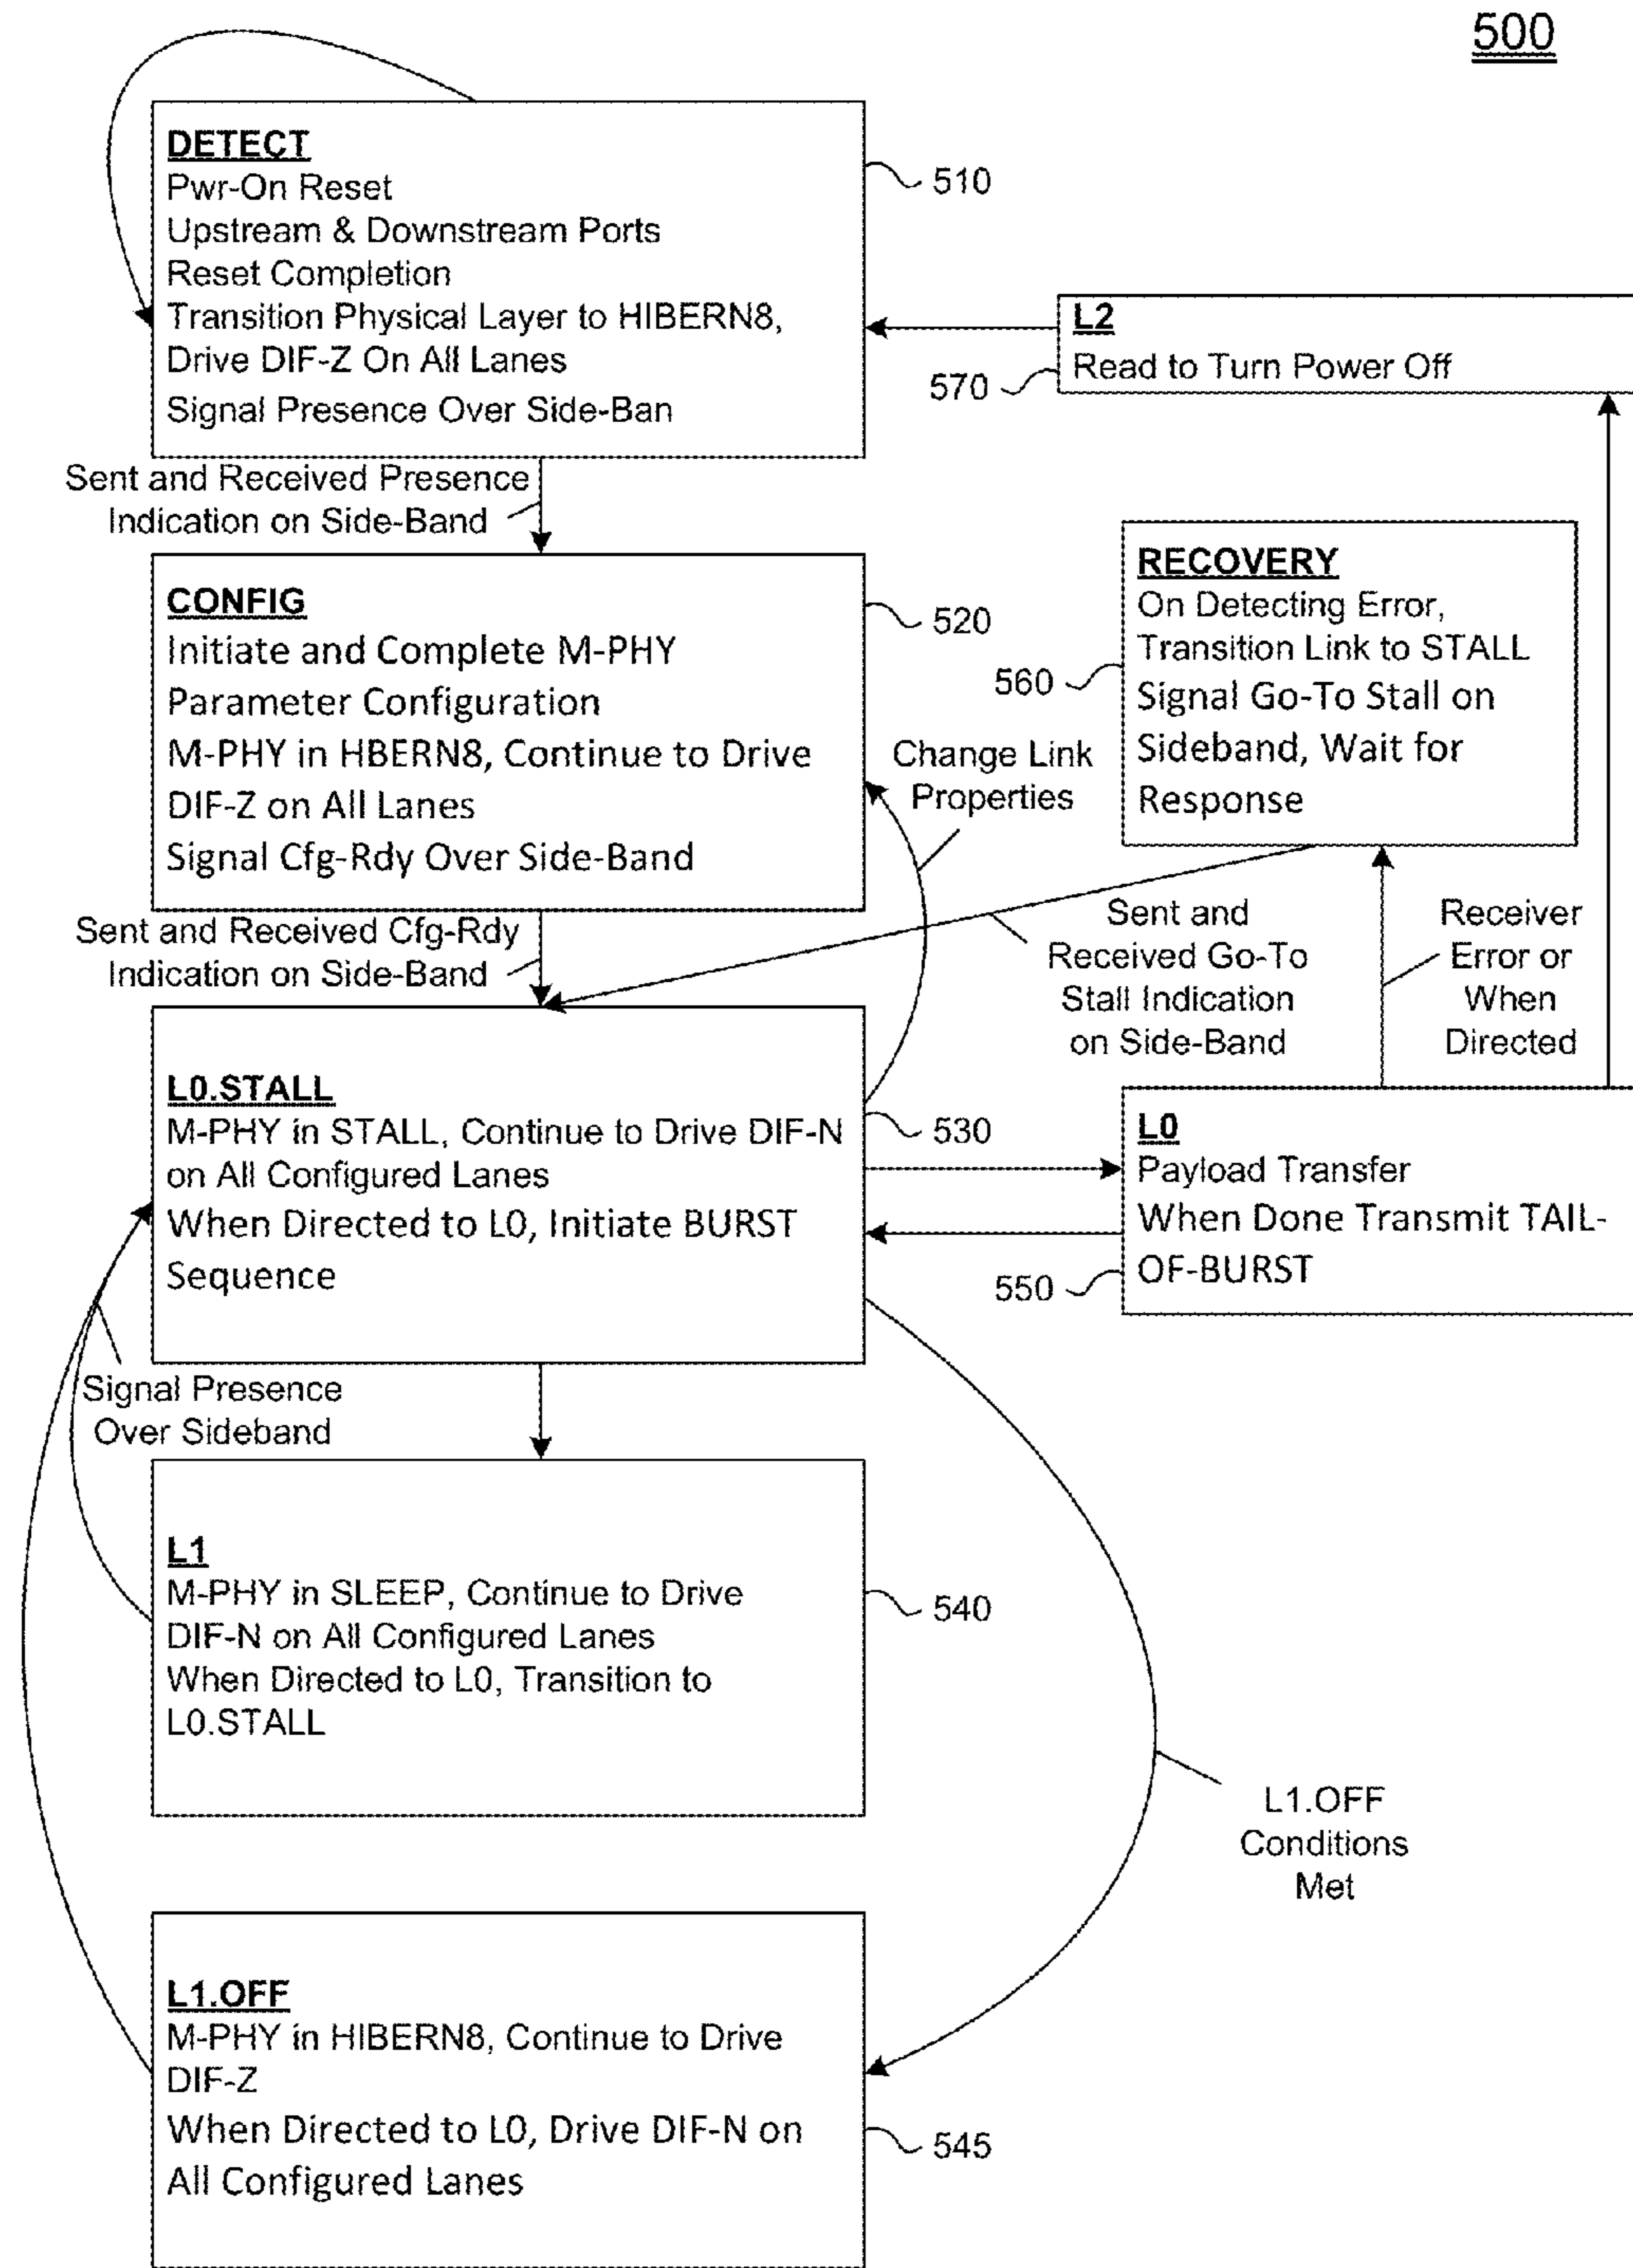 500
DETECT
Pwr-On Reset
Upstream & Downstream Ports
Reset Completion
Transition Physical Layer to HIBERN8,
Drive DIF-Z On All Lanes
Signal Presence Over Side-Ban
510
L2
Read to Turn Power Off
570
Sent and Received Presence
Indication on Side-Band
CONFIG
Initiate and Complete M-PHY
Parameter Configuration
M-PHY in HBERN8, Continue to Drive
DIF-Z on All Lanes
Signal Cfg-Rdy Over Side-Band
520
RECOVERY
On Detecting Error,
Transition Link to STALL
Signal Go-To Stall on
Sideband, Wait for
Response
560
Change Link
Properties
Sent and Received Cfg-Rdy
Indication on Side-Band
Sent and
Received Go-To
Stall Indication
on Side-Band
Receiver
Error or
When
Directed
L0.STALL
M-PHY in STALL, Continue to Drive DIF-N
on All Configured Lanes
When Directed to L0, Initiate BURST
Sequence
530
L0
Payload Transfer
When Done Transmit TAIL-
OF-BURST
550
Signal Presence
Over Sideband
L1
M-PHY in SLEEP, Continue to Drive
DIF-N on All Configured Lanes
When Directed to L0, Transition to
L0.STALL
540
L1.OFF
Conditions
Met
L1.OFF
M-PHY in HIBERN8, Continue to Drive
DIF-Z
When Directed to L0, Drive DIF-N on
All Configured Lanes
545